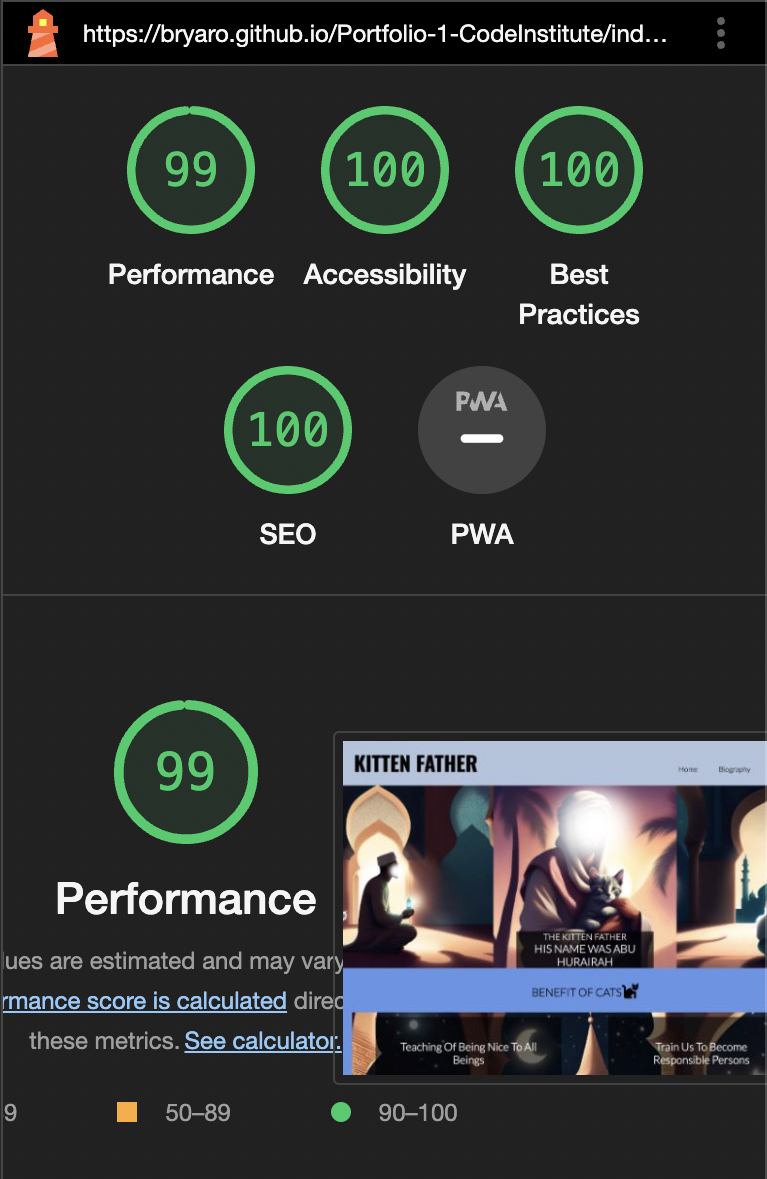 https://bryaro.github.io/Portfolio-1-CodeInstitute/ind...
99
100
100
Performance
Accessibility
Best
Practices
100
PWA
SEO
PWA
99
Performance
lues are estimated and may vary
rmance score is calculated direc
these metrics. See calculator.
9
50–89
90–100
KITTEN FATHER
Home
Biography
THE KITTEN FATHER
HIS NAME WAS ABU
HURAIRAH
BENEFIT OF CATS
Teaching Of Being Nice To All
Beings
Train Us To Become
Responsible Persons